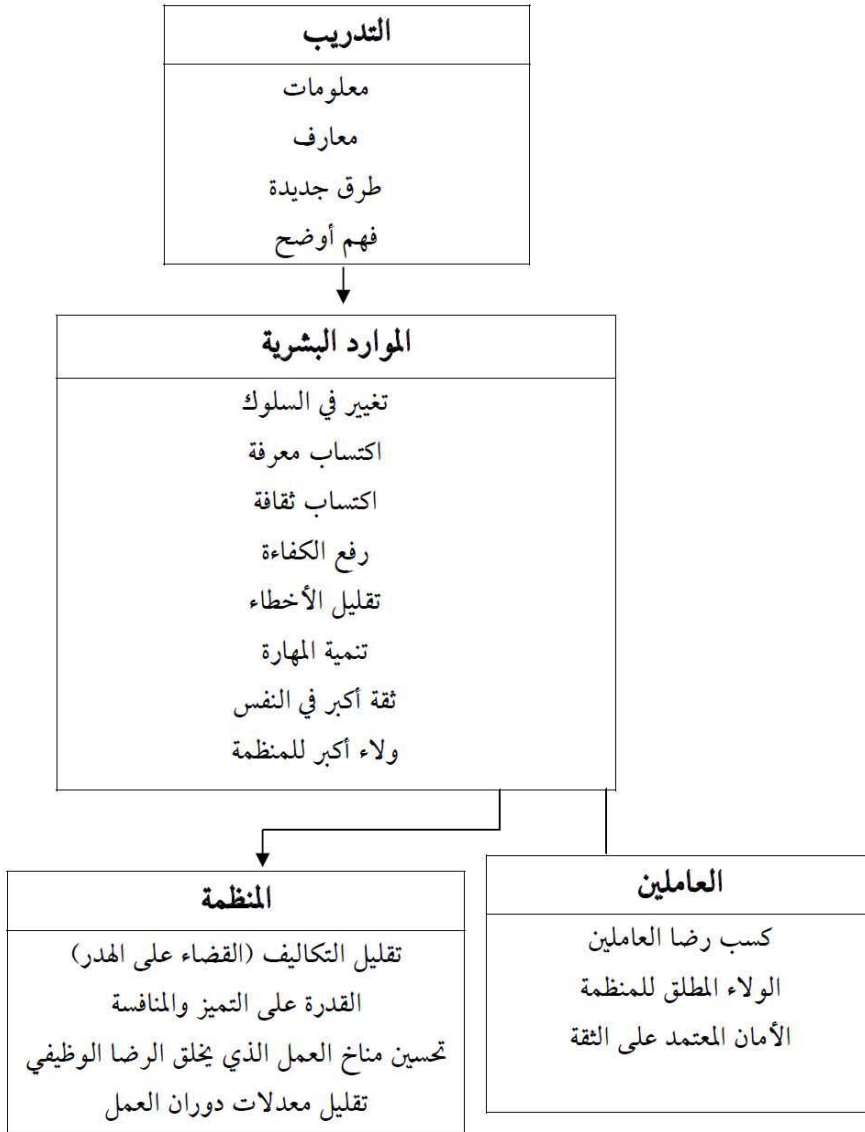 التدريب
معلومات
معارف
طرق جديدة
فهم أوضح
الموارد البشرية
تغيير في السلوك
اكتساب معرفة
اكتساب ثقافة
رفع الكفاءة
تقليل الأخطاء
تنمية المهارة
ثقة أكبر في النفس
ولاء أكبر للمنظمة
العاملين
كسب رضا العاملين
الولاء المطلق للمنظمة
الأمان المعتمد على الثقة
المنظمة
تقليل التكاليف (القضاء على الهدر)
القدرة على التميز والمنافسة
تحسين مناخ العمل الذي يخلق الرضا الوظيفي
تقليل معدلات دوران العمل